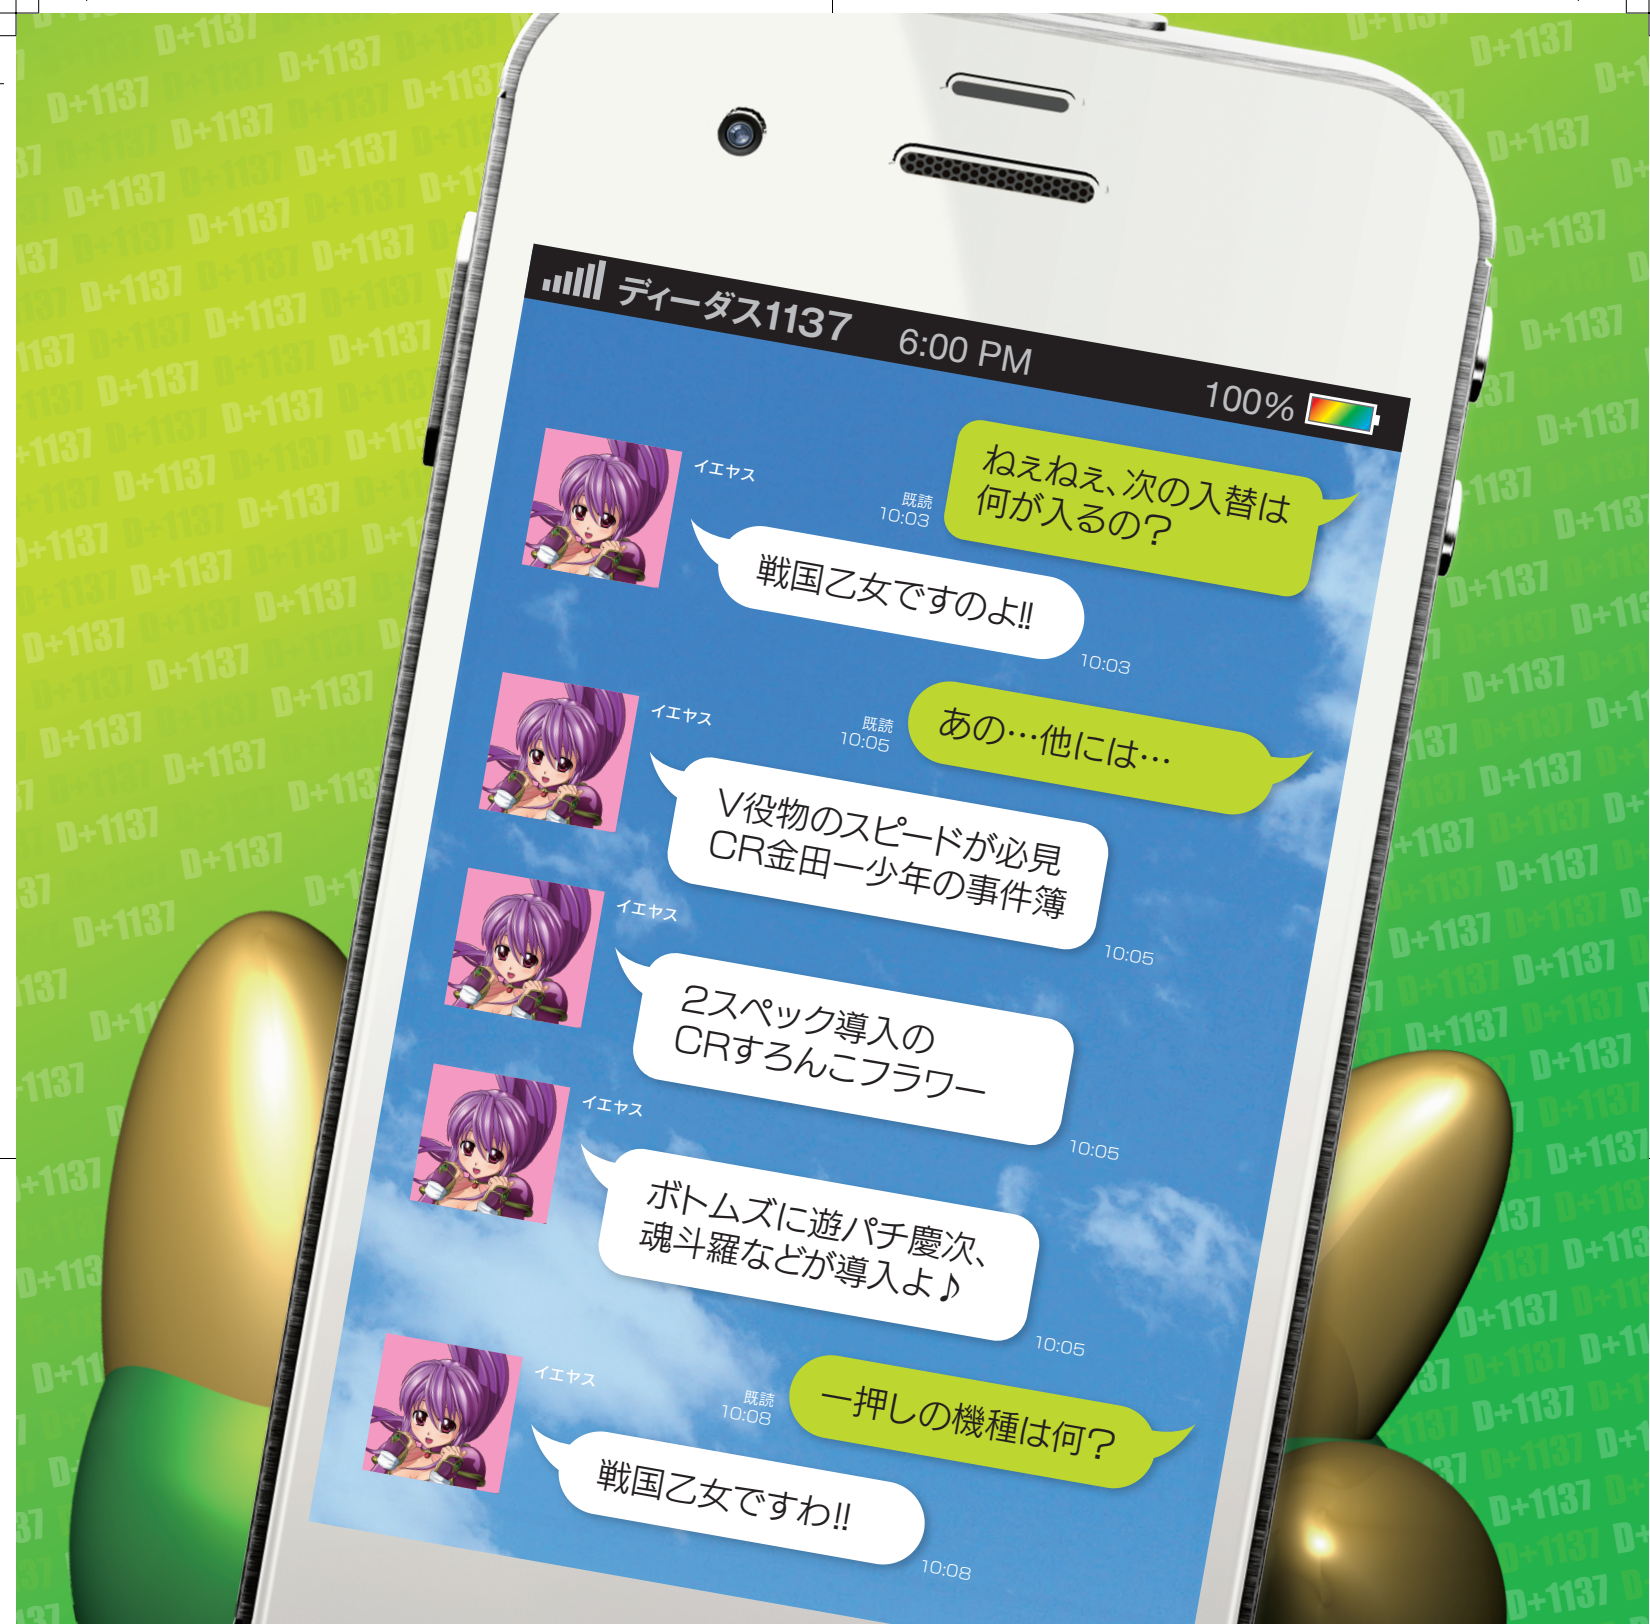 ディーダス1137 6:00 PM 100%
ねぇねぇ、次の入替は
何が入るの?
既読
10:03
イエヤス
戦国乙女ですのよ!!
10:03
あの…他には…
既読
10:05
イエヤス
V役物のスピードが必見
CR金田一少年の事件簿
10:05
イエヤス
2スペック導入の
CRすろんこフラワー
10:05
イエヤス
ボトムズに遊パチ慶次、
魂斗羅などが導入よ♪
10:05
一押しの機種は何?
既読
10:08
イエヤス
戦国乙女ですわ!!
10:08
D+1137